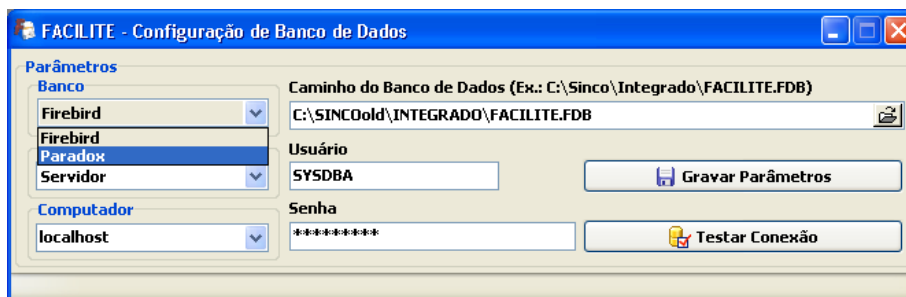 FACILITE - Configuração de Banco de Dados
Parâmetros
Banco
Firebird
Firebird
Paradox
Servidor
Computador
localhost
Caminho do Banco de Dados (Ex.: C:\Sinco\Integrado\FACILITE.FDB)
C:\SINCOold\INTEGRADO\FACILITE.FDB
Usuário
SYSDBA
Senha
*********
Gravar Parâmetros
Testar Conexão